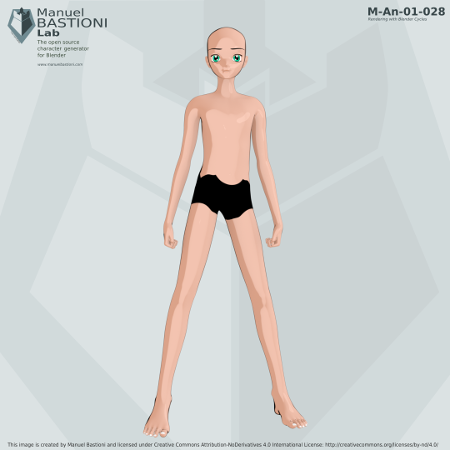 Manuel
BASTIONI
Lab
The open source
character generator
for Blender
www.manuelbastioni.com
M-An-01-028
Rendering with Blender Cycles
This image is created by Manuel Bastioni and licensed under Creative Commons Attribution-NoDerivatives 4.0 International License: http://creativecommons.org/licenses/by-nd/4.0/